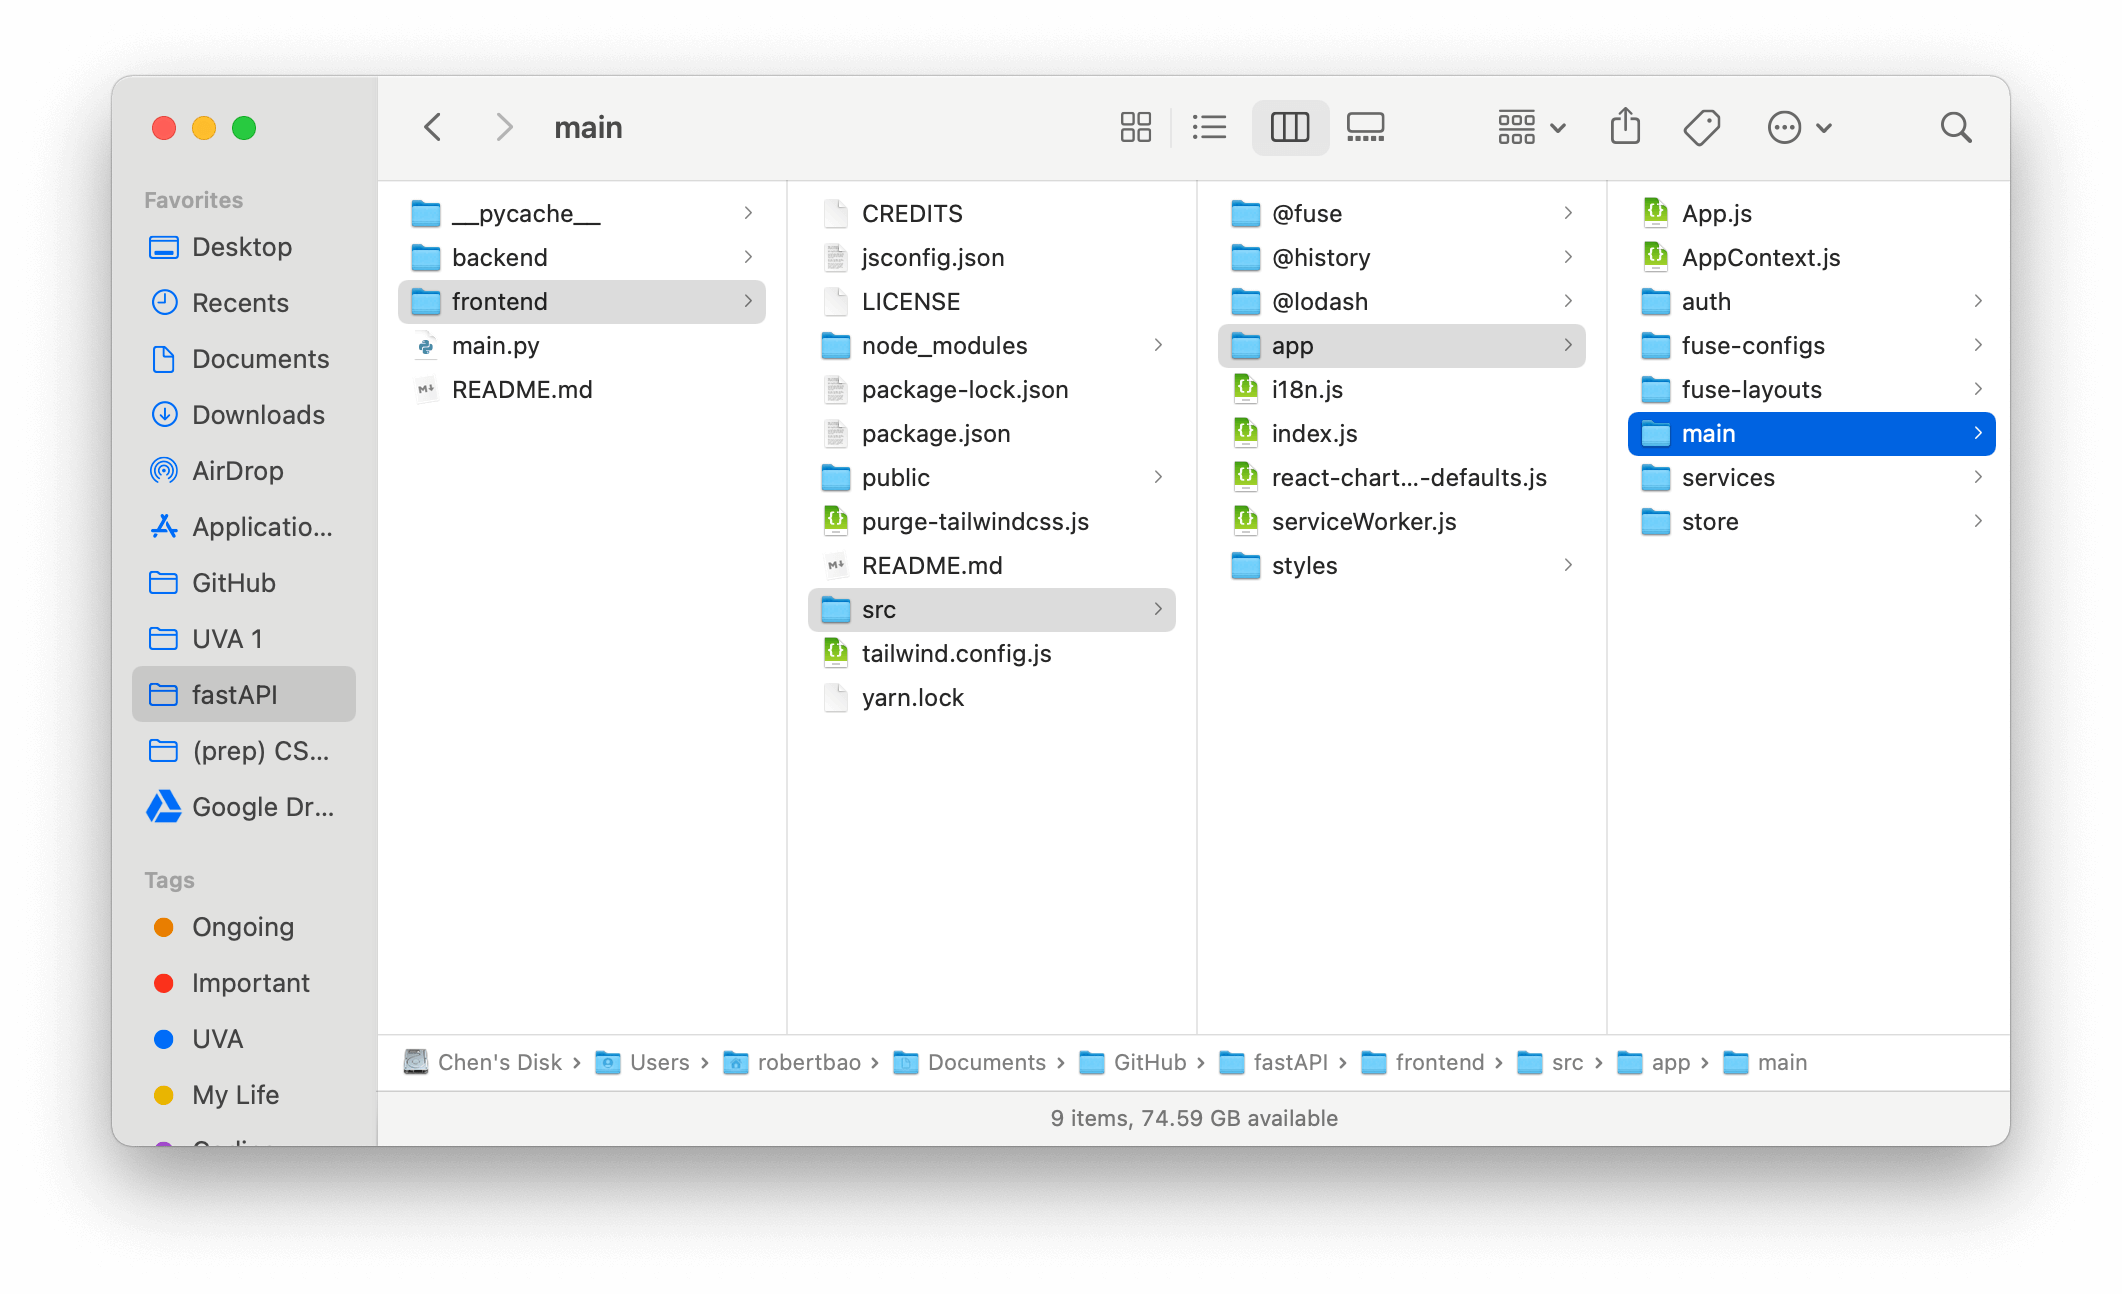 main
Favorites
Desktop
Recents
Documents
Downloads
AirDrop
Applicatio...
GitHub
UVA 1
fastAPI
(prep) CS...
Google Dr...
Tags
Ongoing
Important
UVA
My Life
__pycache__
backend
frontend
main.py
README.md
CREDITS
jsconfig.json
LICENSE
node_modules
package-lock.json
package.json
public
purge-tailwindcss.js
README.md
src
tailwind.config.js
yarn.lock
@fuse
@history
@lodash
app
i18n.js
index.js
react-chart...-defaults.js
serviceWorker.js
styles
App.js
AppContext.js
auth
fuse-configs
fuse-layouts
main
services
store
Chen's Disk › Users › robertbao › Documents › GitHub › fastAPI › frontend › src › app › main
9 items, 74.59 GB available